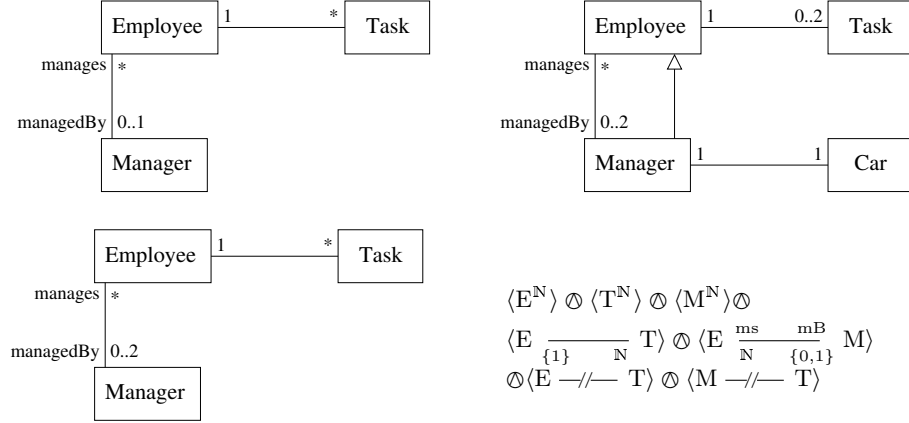 Employee 1 * Task
manages *
managedBy 0..1
Manager
Employee 1 0..2 Task
manages *
managedBy 0..2
Manager 1 1 Car
Employee 1 * Task
manages *
managedBy 0..2
Manager
⟨E^ℕ⟩ ∧⃝ ⟨T^ℕ⟩ ∧⃝ ⟨M^ℕ⟩∧⃝
ms mB
⟨E —— T⟩ ∧⃝ ⟨E —— M⟩
{1} ℕ ℕ {0,1}
∧⃝⟨E —//— T⟩ ∧⃝ ⟨M —//— T⟩